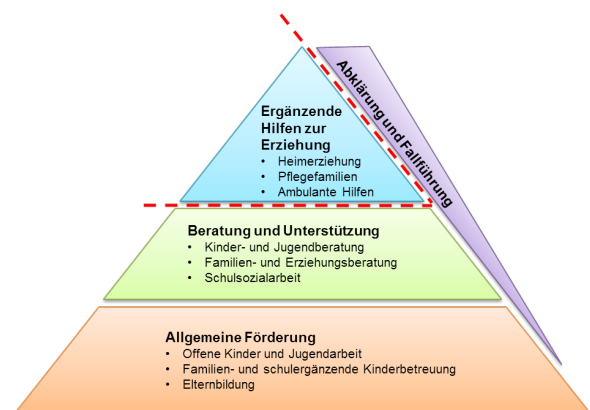 Ergänzende
Hilfen zur
Erziehung
• Heimerziehung
• Pflegefamilien
• Ambulante Hilfen
Abklärung und Fallführung
Beratung und Unterstützung
• Kinder- und Jugendberatung
• Familien- und Erziehungsberatung
• Schulsozialarbeit
Allgemeine Förderung
• Offene Kinder und Jugendarbeit
• Familien- und schulergänzende Kinderbetreuung
• Elternbildung